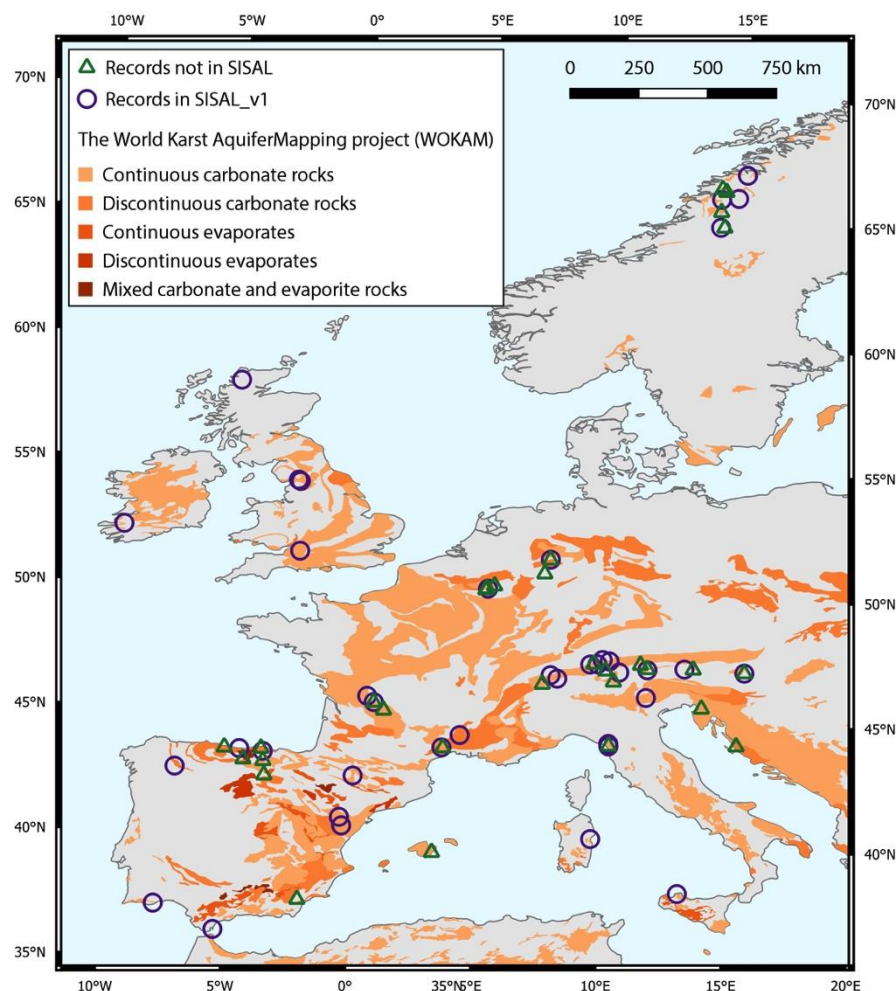 10°W 5°W 0° 5°E 10°E 15°E
Records not in SISAL
Records in SISAL_v1
The World Karst AquiferMapping project (WOKAM)
Continuous carbonate rocks
Discontinuous carbonate rocks
Continuous evaporates
Discontinuous evaporates
Mixed carbonate and evaporite rocks
0 250 500 750 km
70°N 70°N
65°N 65°N
60°N 60°N
55°N 55°N
50°N 50°N
45°N 45°N
40°N 40°N
35°N
10°W 5°W 0° 5°E 10°E 15°E 20°E